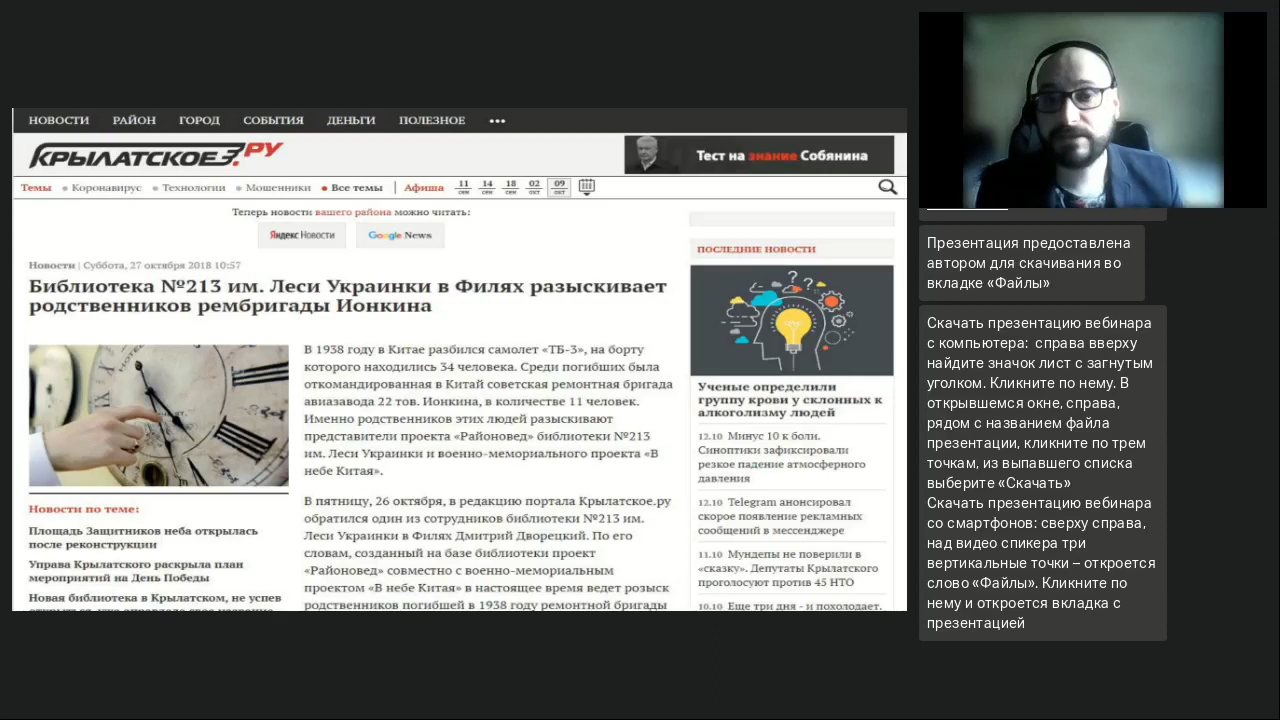 НОВОСТИ РАЙОН ГОРОД СОБЫТИЯ ДЕНЬГИ ПОЛЕЗНОЕ •••
КРЫЛАТСКОЕ.РУ
Тест на знание Собянина
Темы • Коронавирус • Технологии • Мошенники • Все темы | Афиша 11 сен 14 сен 18 сен 02 окт 09 окт
Теперь новости вашего района можно читать:
Яндекс Новости Google News
Новости | Суббота, 27 октября 2018 10:57
Библиотека №213 им. Леси Украинки в Филях разыскивает
родственников рембригады Ионкина
В 1938 году в Китае разбился самолет «ТБ-3», на борту
которого находились 34 человека. Среди погибших была
откомандированная в Китай советская ремонтная бригада
авиазавода 22 тов. Ионкина, в количестве 11 человек.
Именно родственников этих людей разыскивают
представители проекта «Районовед» библиотеки №213
им. Леси Украинки и военно-мемориального проекта «В
небе Китая».
В пятницу, 26 октября, в редакцию портала Крылатское.ру
обратился один из сотрудников библиотеки №213 им.
Леси Украинки в Филях Дмитрий Дворецкий. По его
словам, созданный на базе библиотеки проект
«Районовед» совместно с военно-мемориальным
проектом «В небе Китая» в настоящее время ведет розыск
родственников погибшей в 1938 году ремонтной бригады
Новости по теме:
Площадь Защитников неба открылась
после реконструкции
Управа Крылатского раскрыла план
мероприятий на День Победы
Новая библиотека в Крылатском, не успев
ПОСЛЕДНИЕ НОВОСТИ
Ученые определили
группу крови у склонных к
алкоголизму людей
12.10 Минус 10 к боли.
Синоптики зафиксировали
резкое падение атмосферного
давления
12.10 Telegram анонсировал
скорое появление рекламных
сообщений в мессенджере
11.10 Мундепы не поверили в
«сказку». Депутаты Крылатского
проголосуют против 45 НТО
10.10 Еще три дня - и похолодает.
Презентация предоставлена
автором для скачивания во
вкладке «Файлы»
Скачать презентацию вебинара
с компьютера: справа вверху
найдите значок лист с загнутым
уголком. Кликните по нему. В
открывшемся окне, справа,
рядом с названием файла
презентации, кликните по трем
точкам, из выпавшего списка
выберите «Скачать»
Скачать презентацию вебинара
со смартфонов: сверху справа,
над видео спикера три
вертикальные точки – откроется
слово «Файлы». Кликните по
нему и откроется вкладка с
презентацией